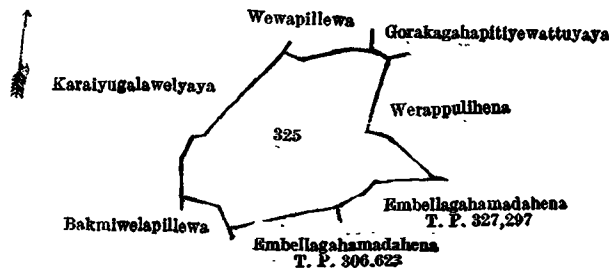 Wewapillewa
Gorakagahapitiyewattuyaya
Karaiyugalawelyaya
Werappulihena
325
Embellagahamadahena
T. P. 327,297
Bakmiwelapillewa
Embellagahamadahena
T. P. 306.623